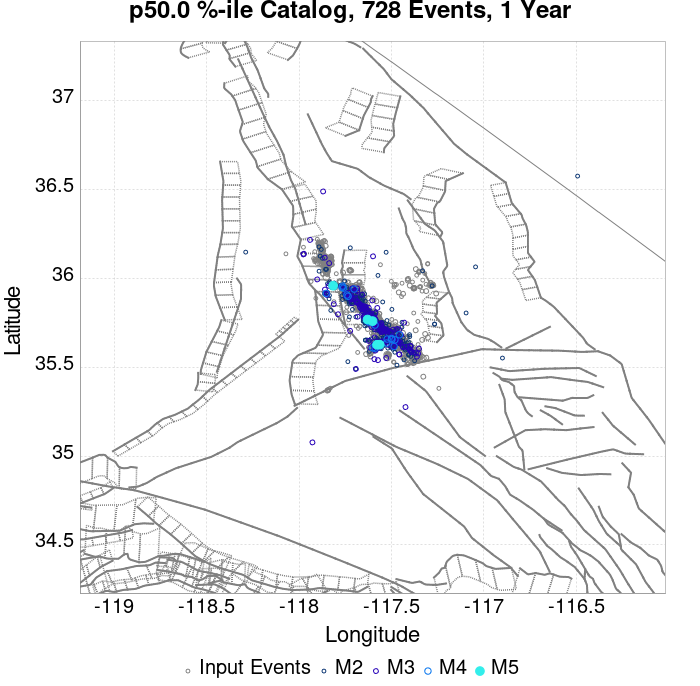 p50.0 %-ile Catalog, 728 Events, 1 Year
37
36.5
36
35.5
35
34.5
Latitude
-119 -118.5 -118 -117.5 -117 -116.5
Longitude
Input Events M2 M3 M4 M5